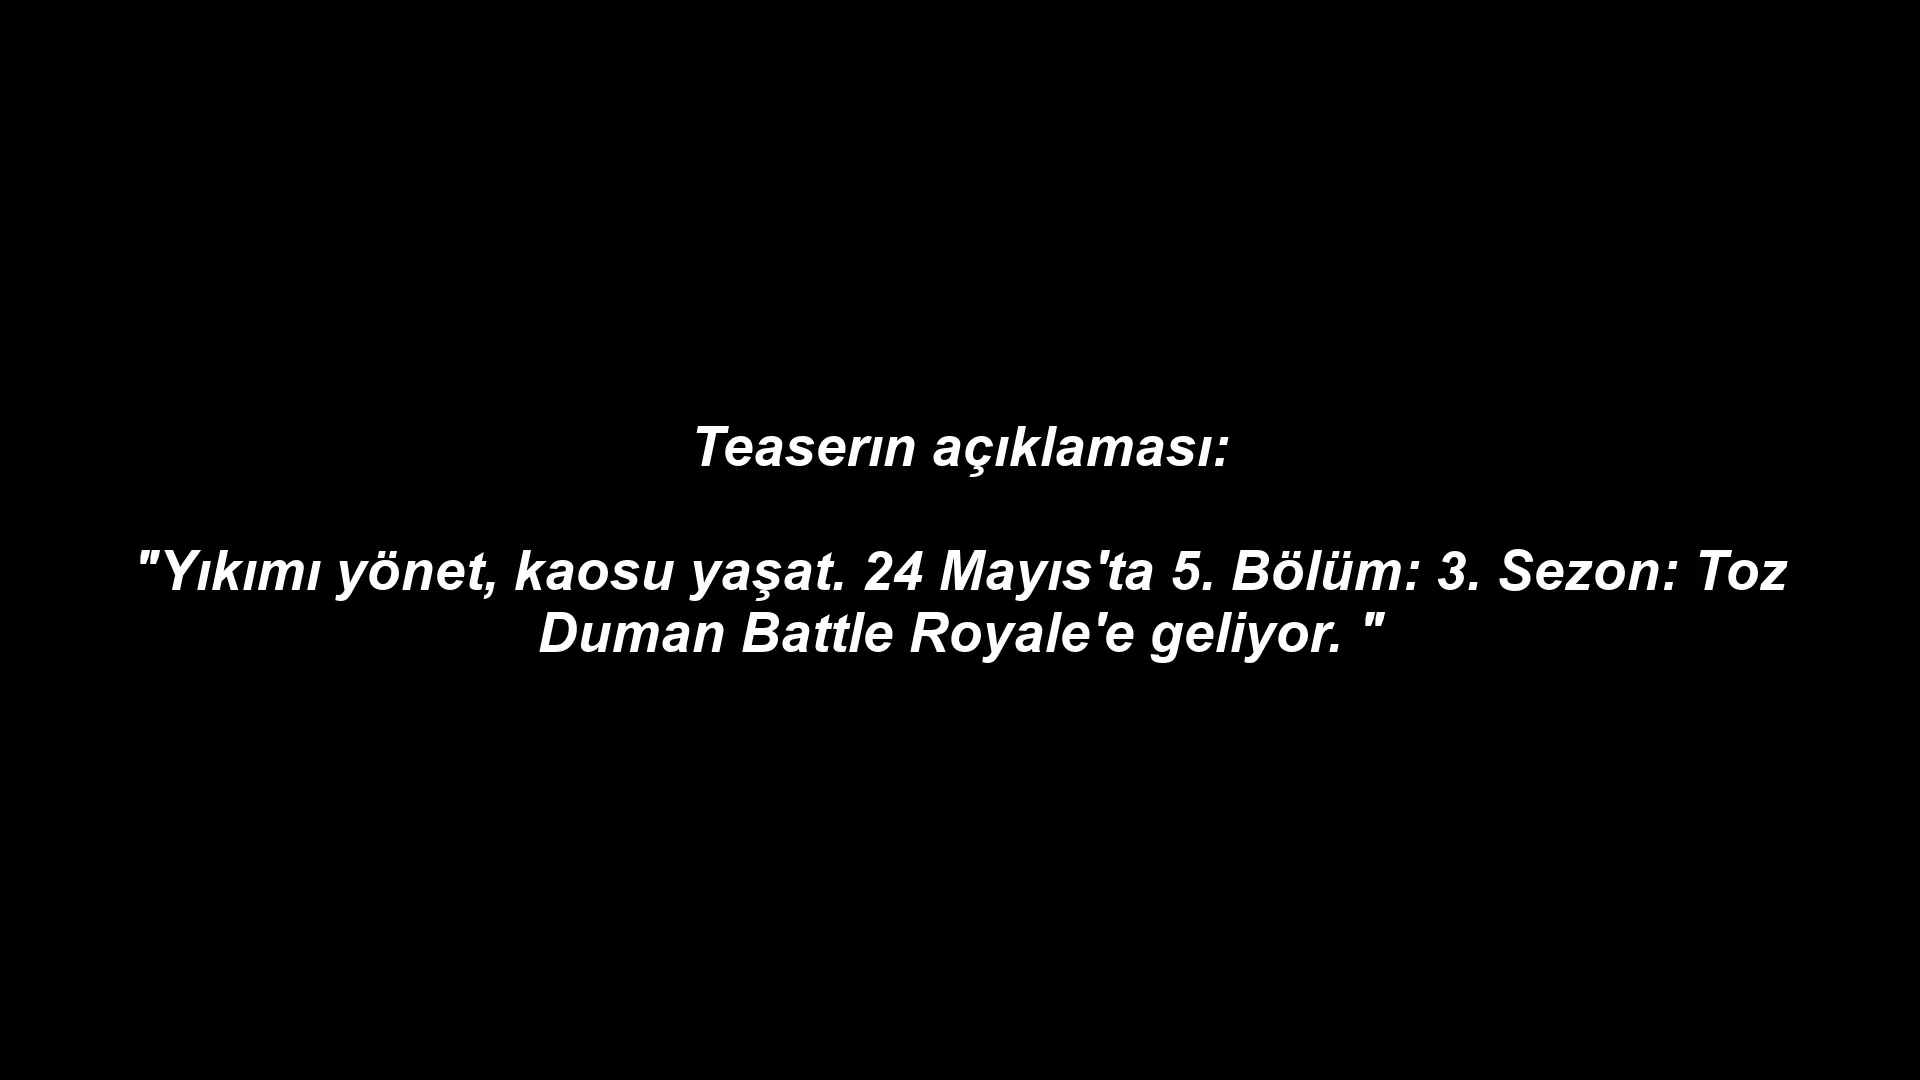 Teaserın açıklaması:
"Yıkımı yönet, kaosu yaşat. 24 Mayıs'ta 5. Bölüm: 3. Sezon: Toz
Duman Battle Royale'e geliyor. "